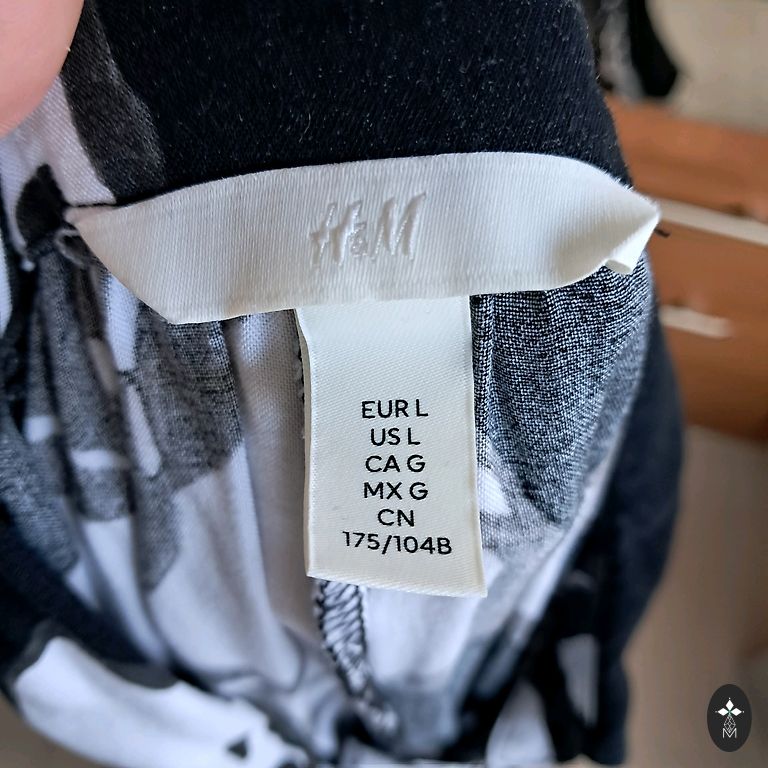 H&M
EUR L
US L
CA G
MX G
CN
175/104B
M